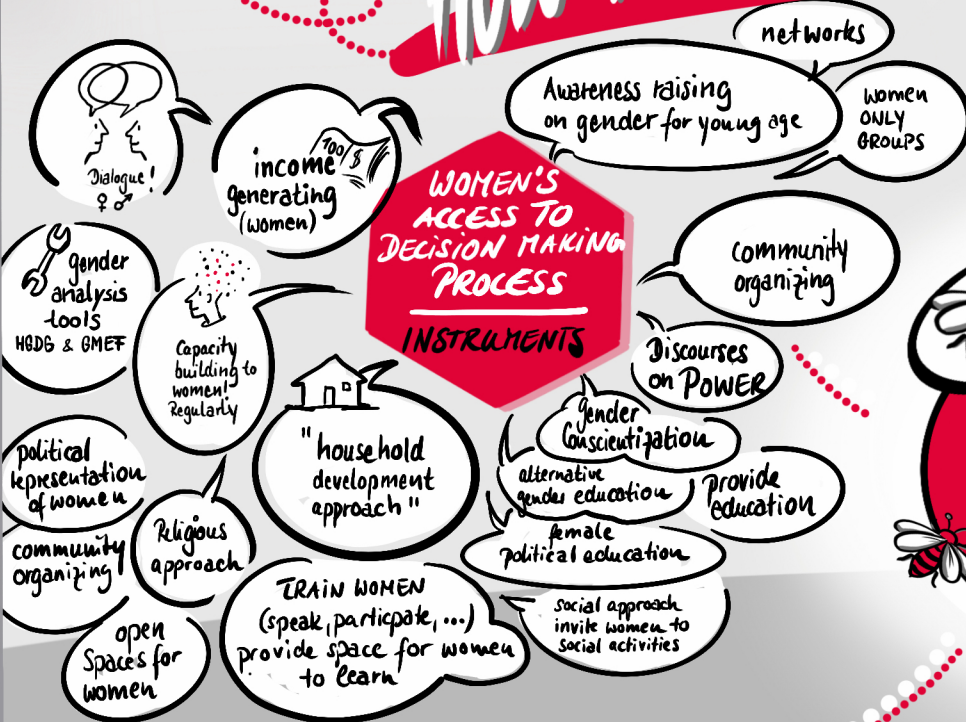 HOW
networks
Awareness raising
on gender for young age
Women
ONLY
GROUPS
Dialogue!
income
100/$
generating
(women)
WOMEN'S
ACCESS TO
DECISION MAKING
PROCESS
INSTRUMENTS
community
organizing
gender
analysis
tools
HGDG & GMEF
Capacity
building to
women!
Regularly
Discourses
on POWER
gender
Conscientization
"household
development
approach"
political
representation
of women
alternative
gender education
Provide
education
community
organizing
Religious
approach
female
political education
TRAIN WOMEN
(speak, particpate, ...)
provide space for women
to learn
social approach
invite women to
social activities
open
Spaces for
women